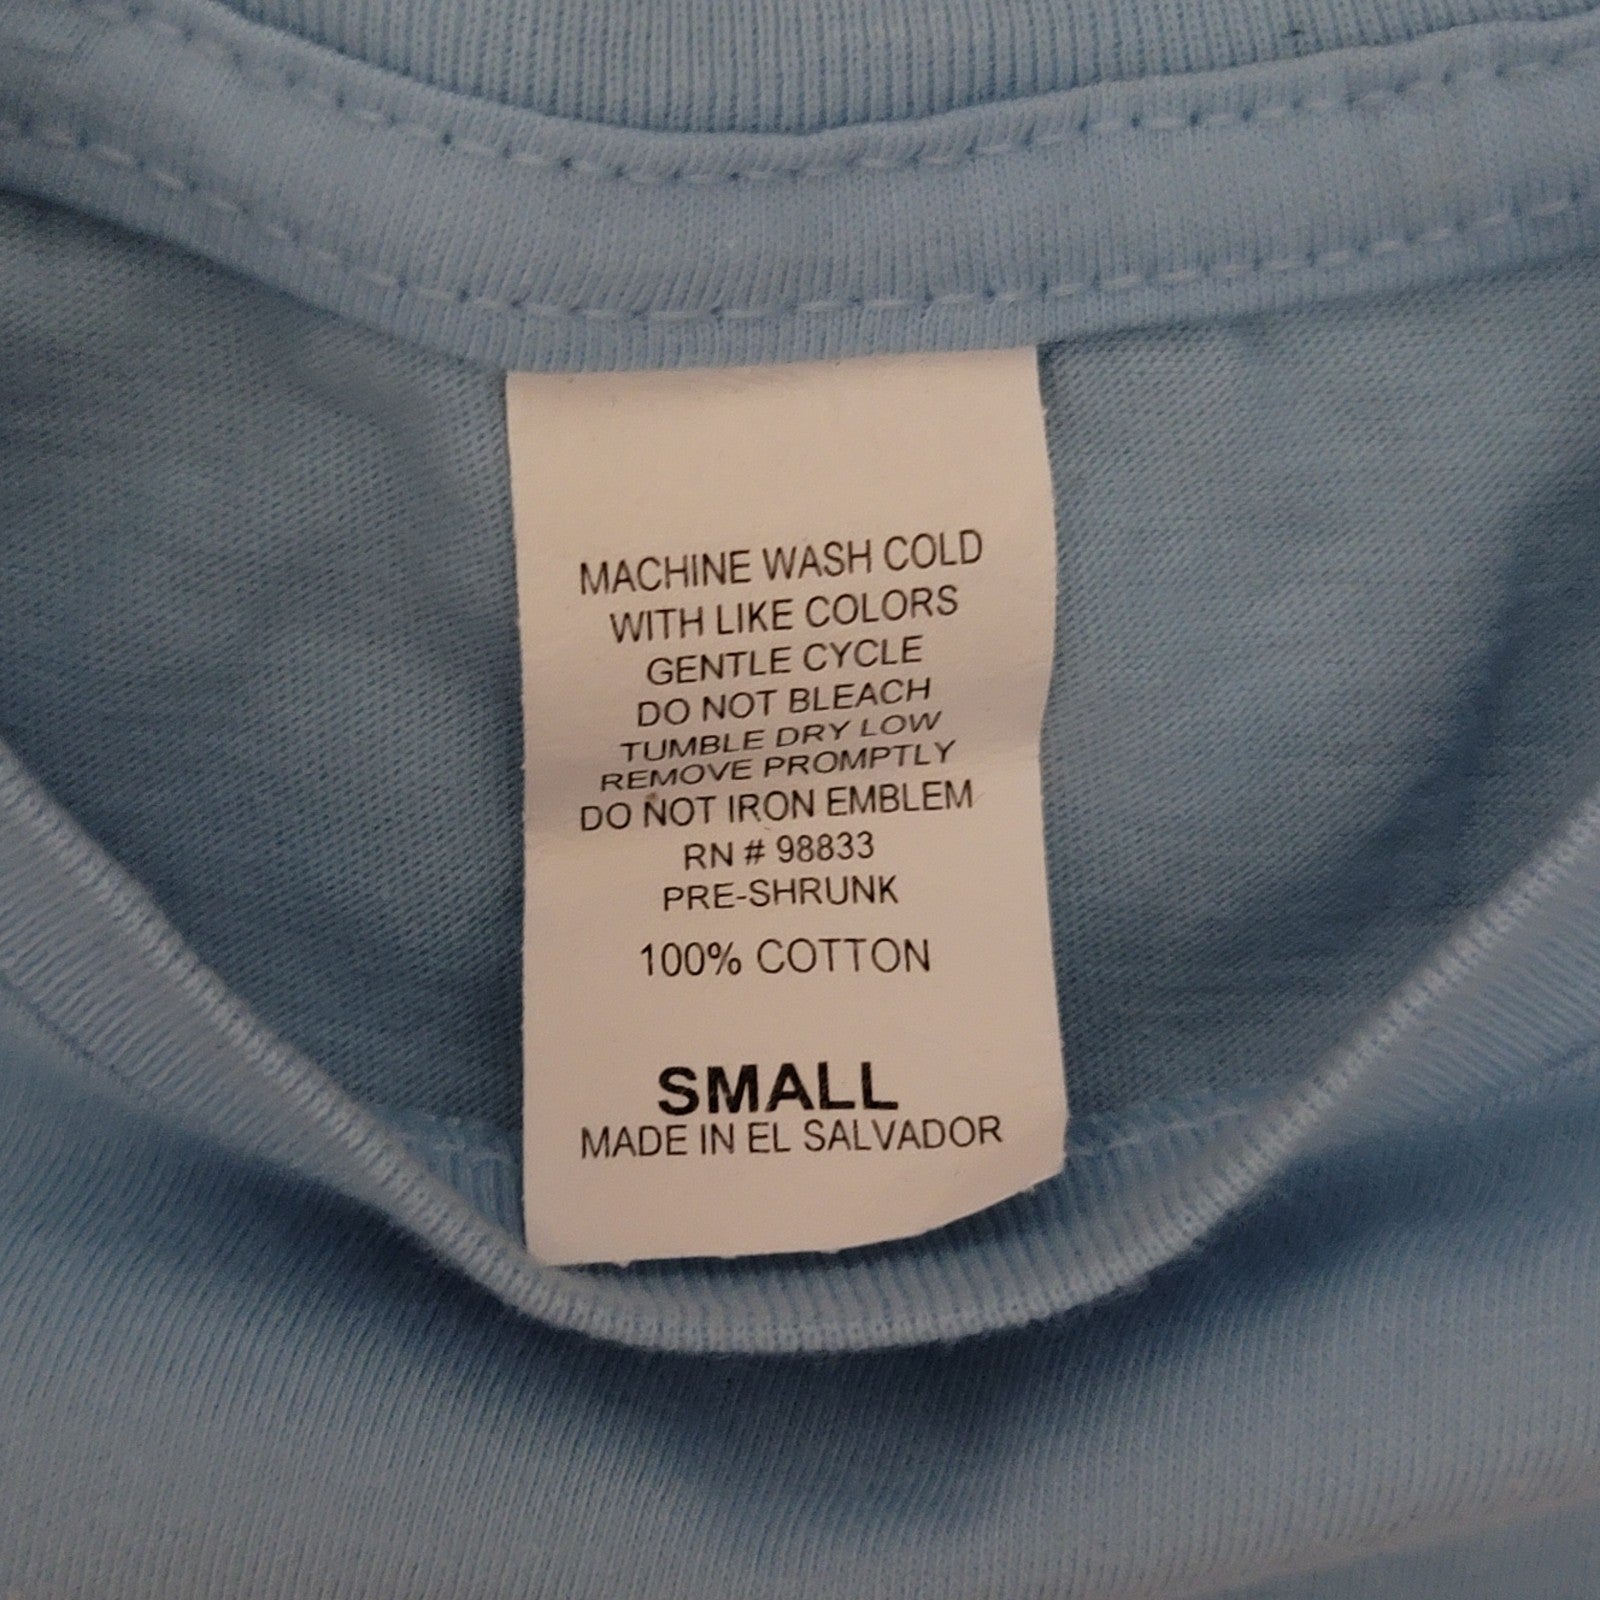 MACHINE WASH COLD
WITH LIKE COLORS
GENTLE CYCLE
DO NOT BLEACH
TUMBLE DRY LOW
REMOVE PROMPTLY
DO NOT IRON EMBLEM
RN # 98833
PRE-SHRUNK
100% COTTON
SMALL
MADE IN EL SALVADOR